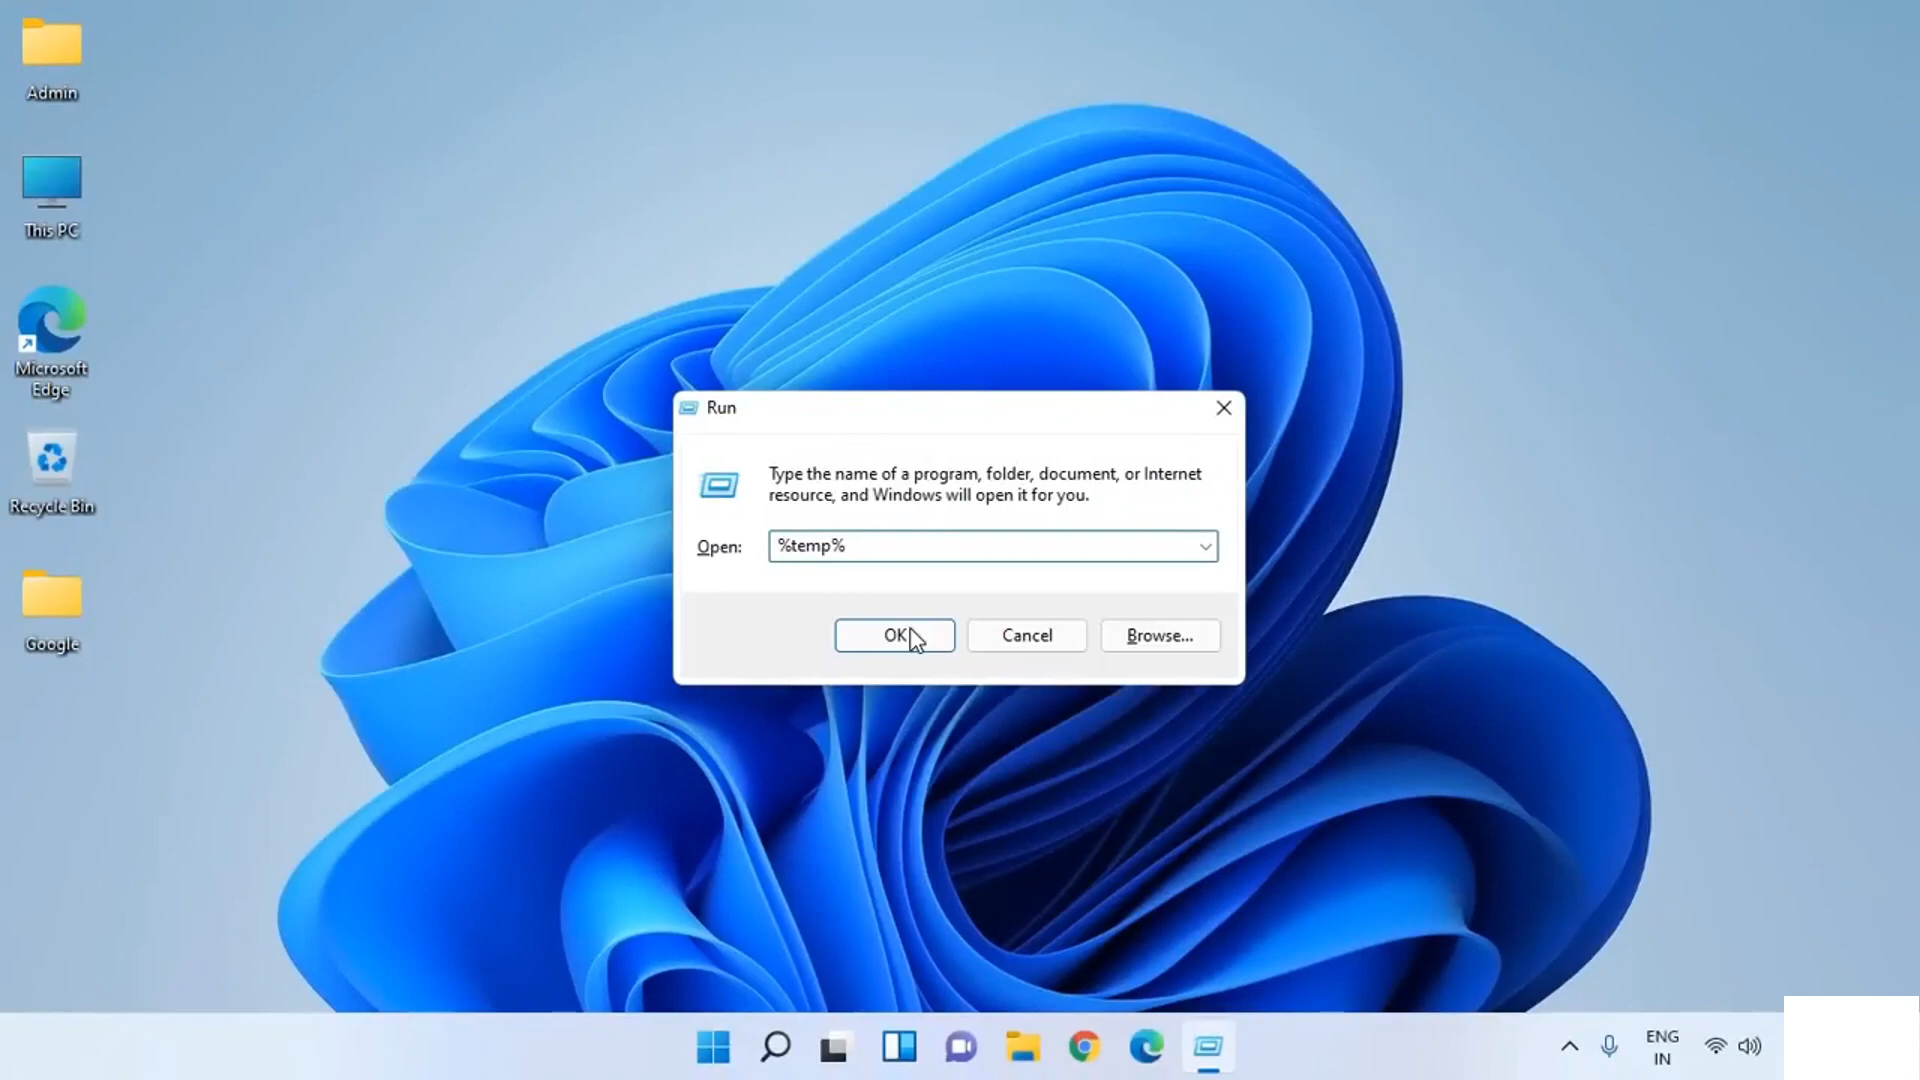 Admin
This PC
Microsoft
Edge
Recycle Bin
Google
Run
Type the name of a program, folder, document, or Internet
resource, and Windows will open it for you.
Open:
%temp%
OK
Cancel
Browse...
ENG
IN